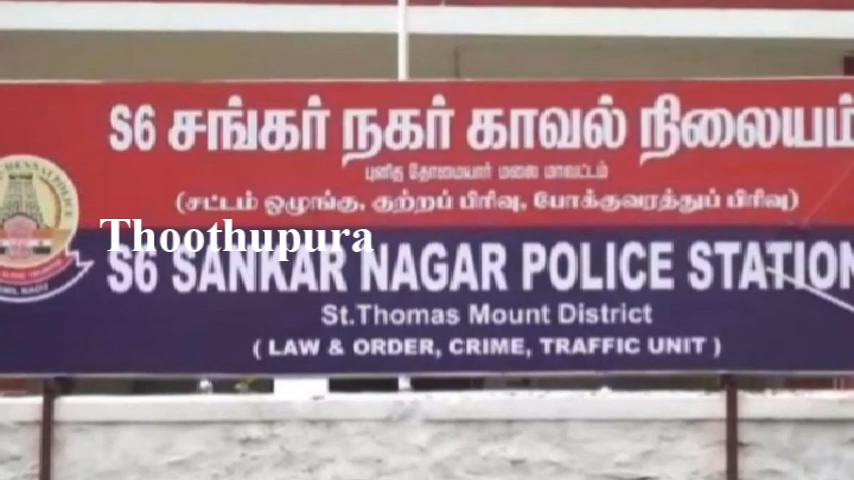 S6 சங்கர் நகர் காவல் நிலையம்
புனித தோமையார் மலை மாவட்டம்
(சட்டம் ஒழுங்கு, குற்றப் பிரிவு, போக்குவரத்துப் பிரிவு)
Thoothupura
S6 SANKAR NAGAR POLICE STATION
St.Thomas Mount District
( LAW & ORDER, CRIME, TRAFFIC UNIT )